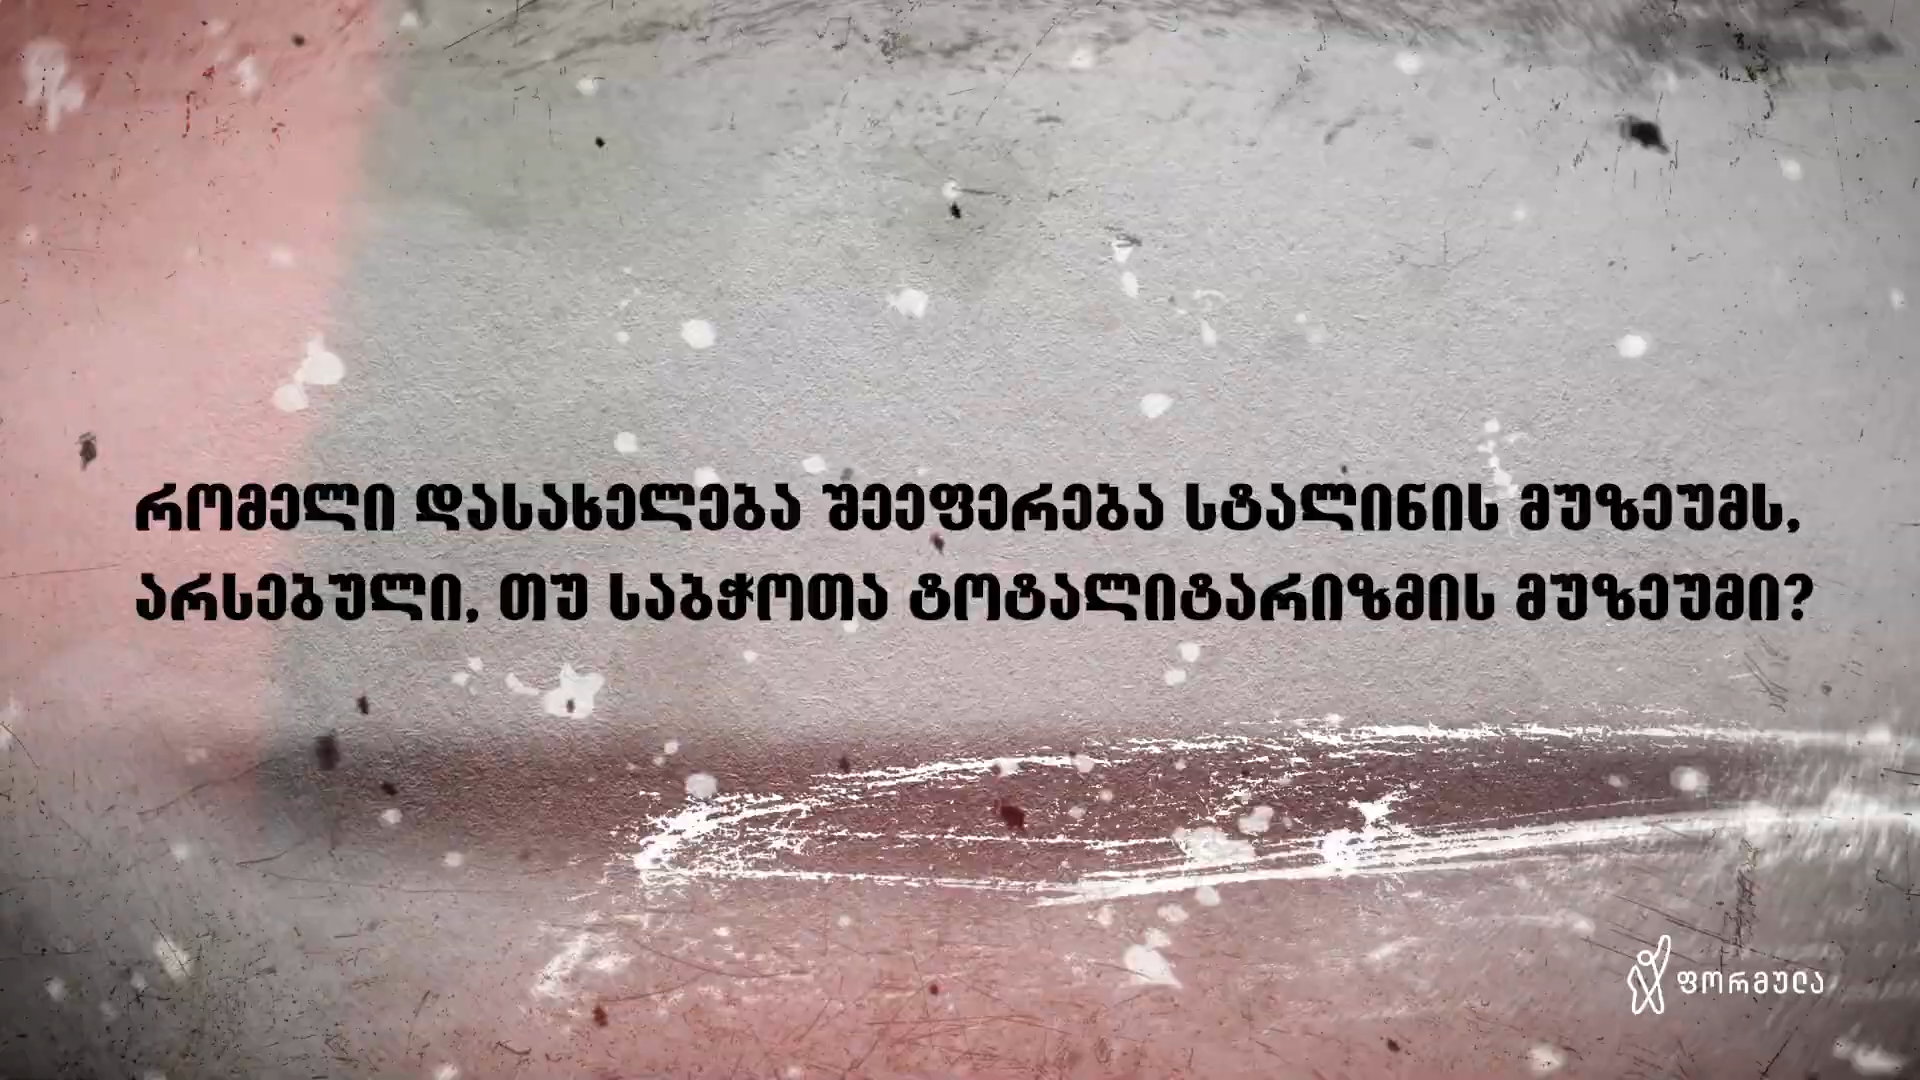 რომელი დასახელება შეეფერება სტალინის მუზეუმს,
არსებული, თუ საბჭოთა ტოტალიტარიზმის მუზეუმი?
ფორმულა